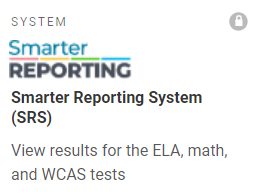 SYSTEM
Smarter
REPORTING
Smarter Reporting System
(SRS)
View results for the ELA, math,
and WCAS tests